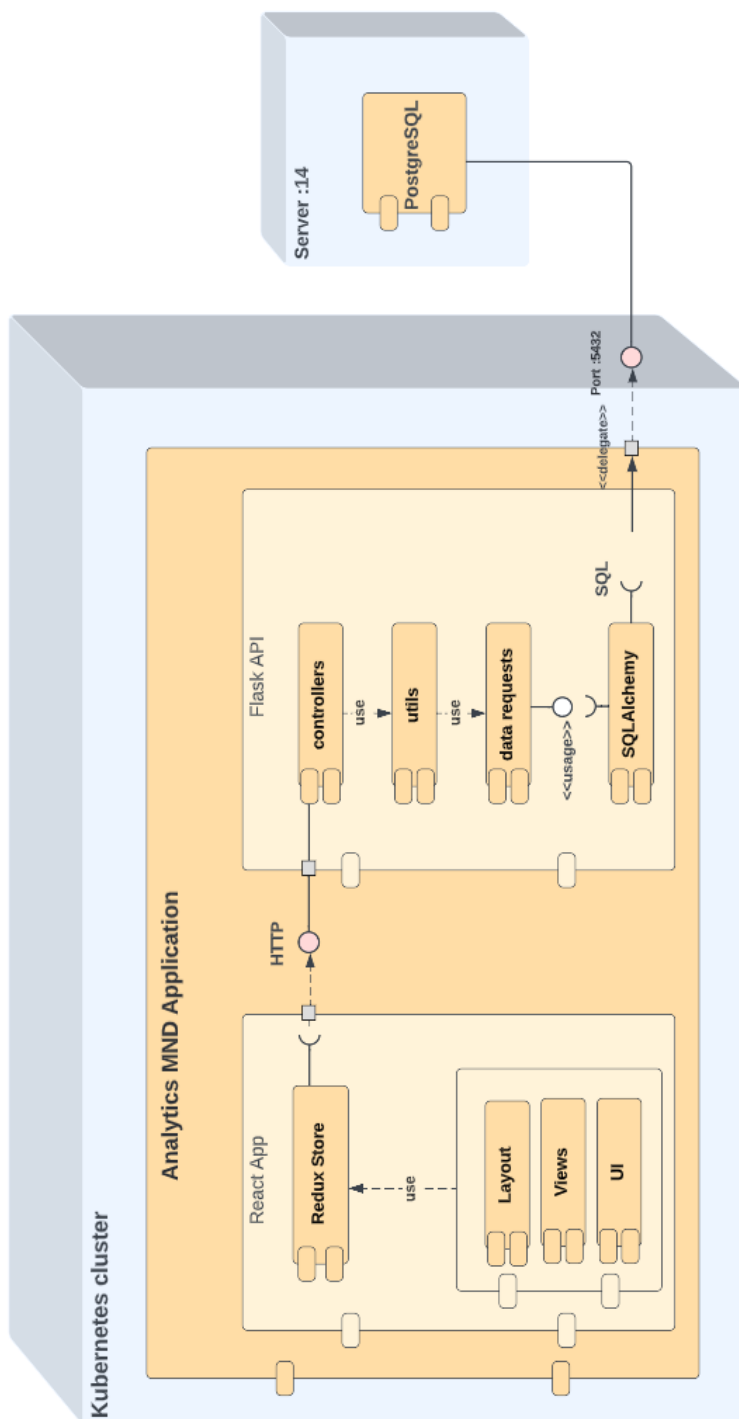 Kubernetes cluster
Analytics MND Application
React App
Redux Store
use
Layout
Views
UI
HTTP
Flask API
controllers
use
utils
use
data requests
<<usage>>
SQLAlchemy
SQL
<<delegate>>
Port :5432
Server :14
PostgreSQL